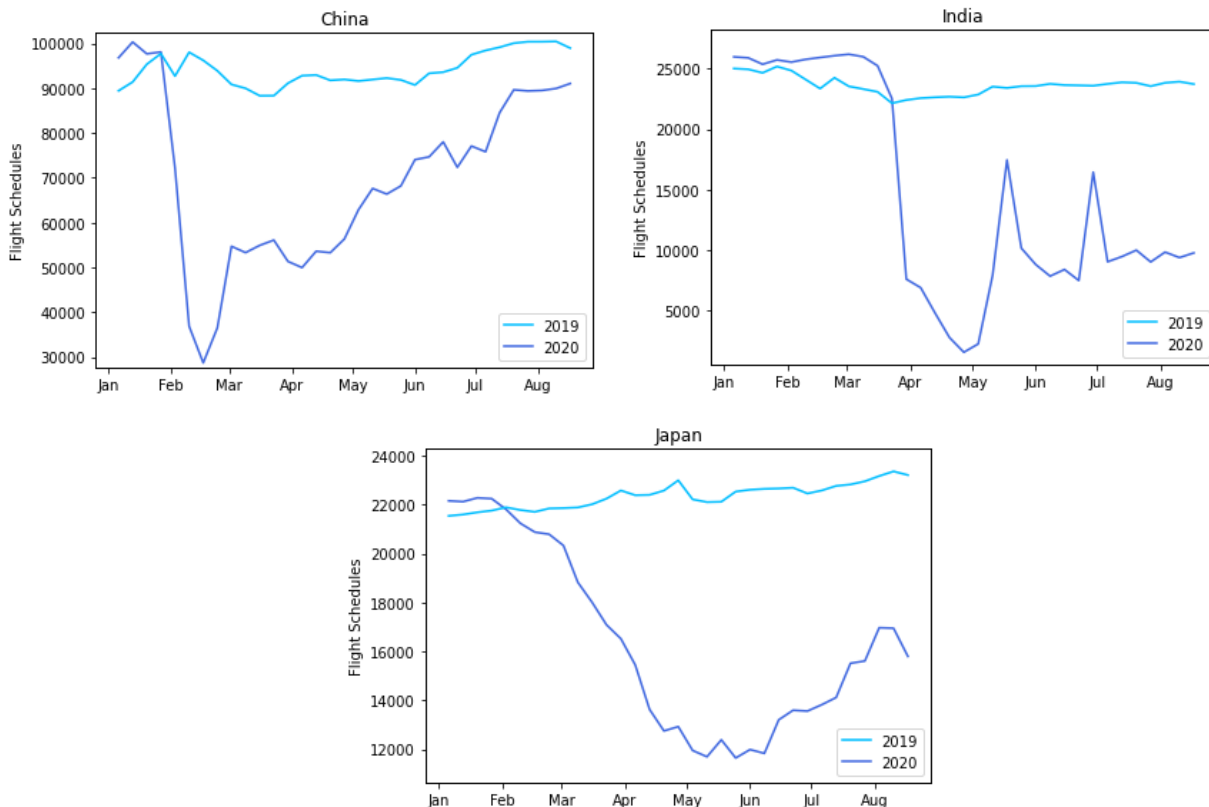 China
Flight Schedules
100000
90000
80000
70000
60000
50000
40000
30000
Jan Feb Mar Apr May Jun Jul Aug
2019
2020
India
Flight Schedules
25000
20000
15000
10000
5000
Jan Feb Mar Apr May Jun Jul Aug
2019
2020
Japan
Flight Schedules
24000
22000
20000
18000
16000
14000
12000
Jan Feb Mar Apr May Jun Jul Aug
2019
2020